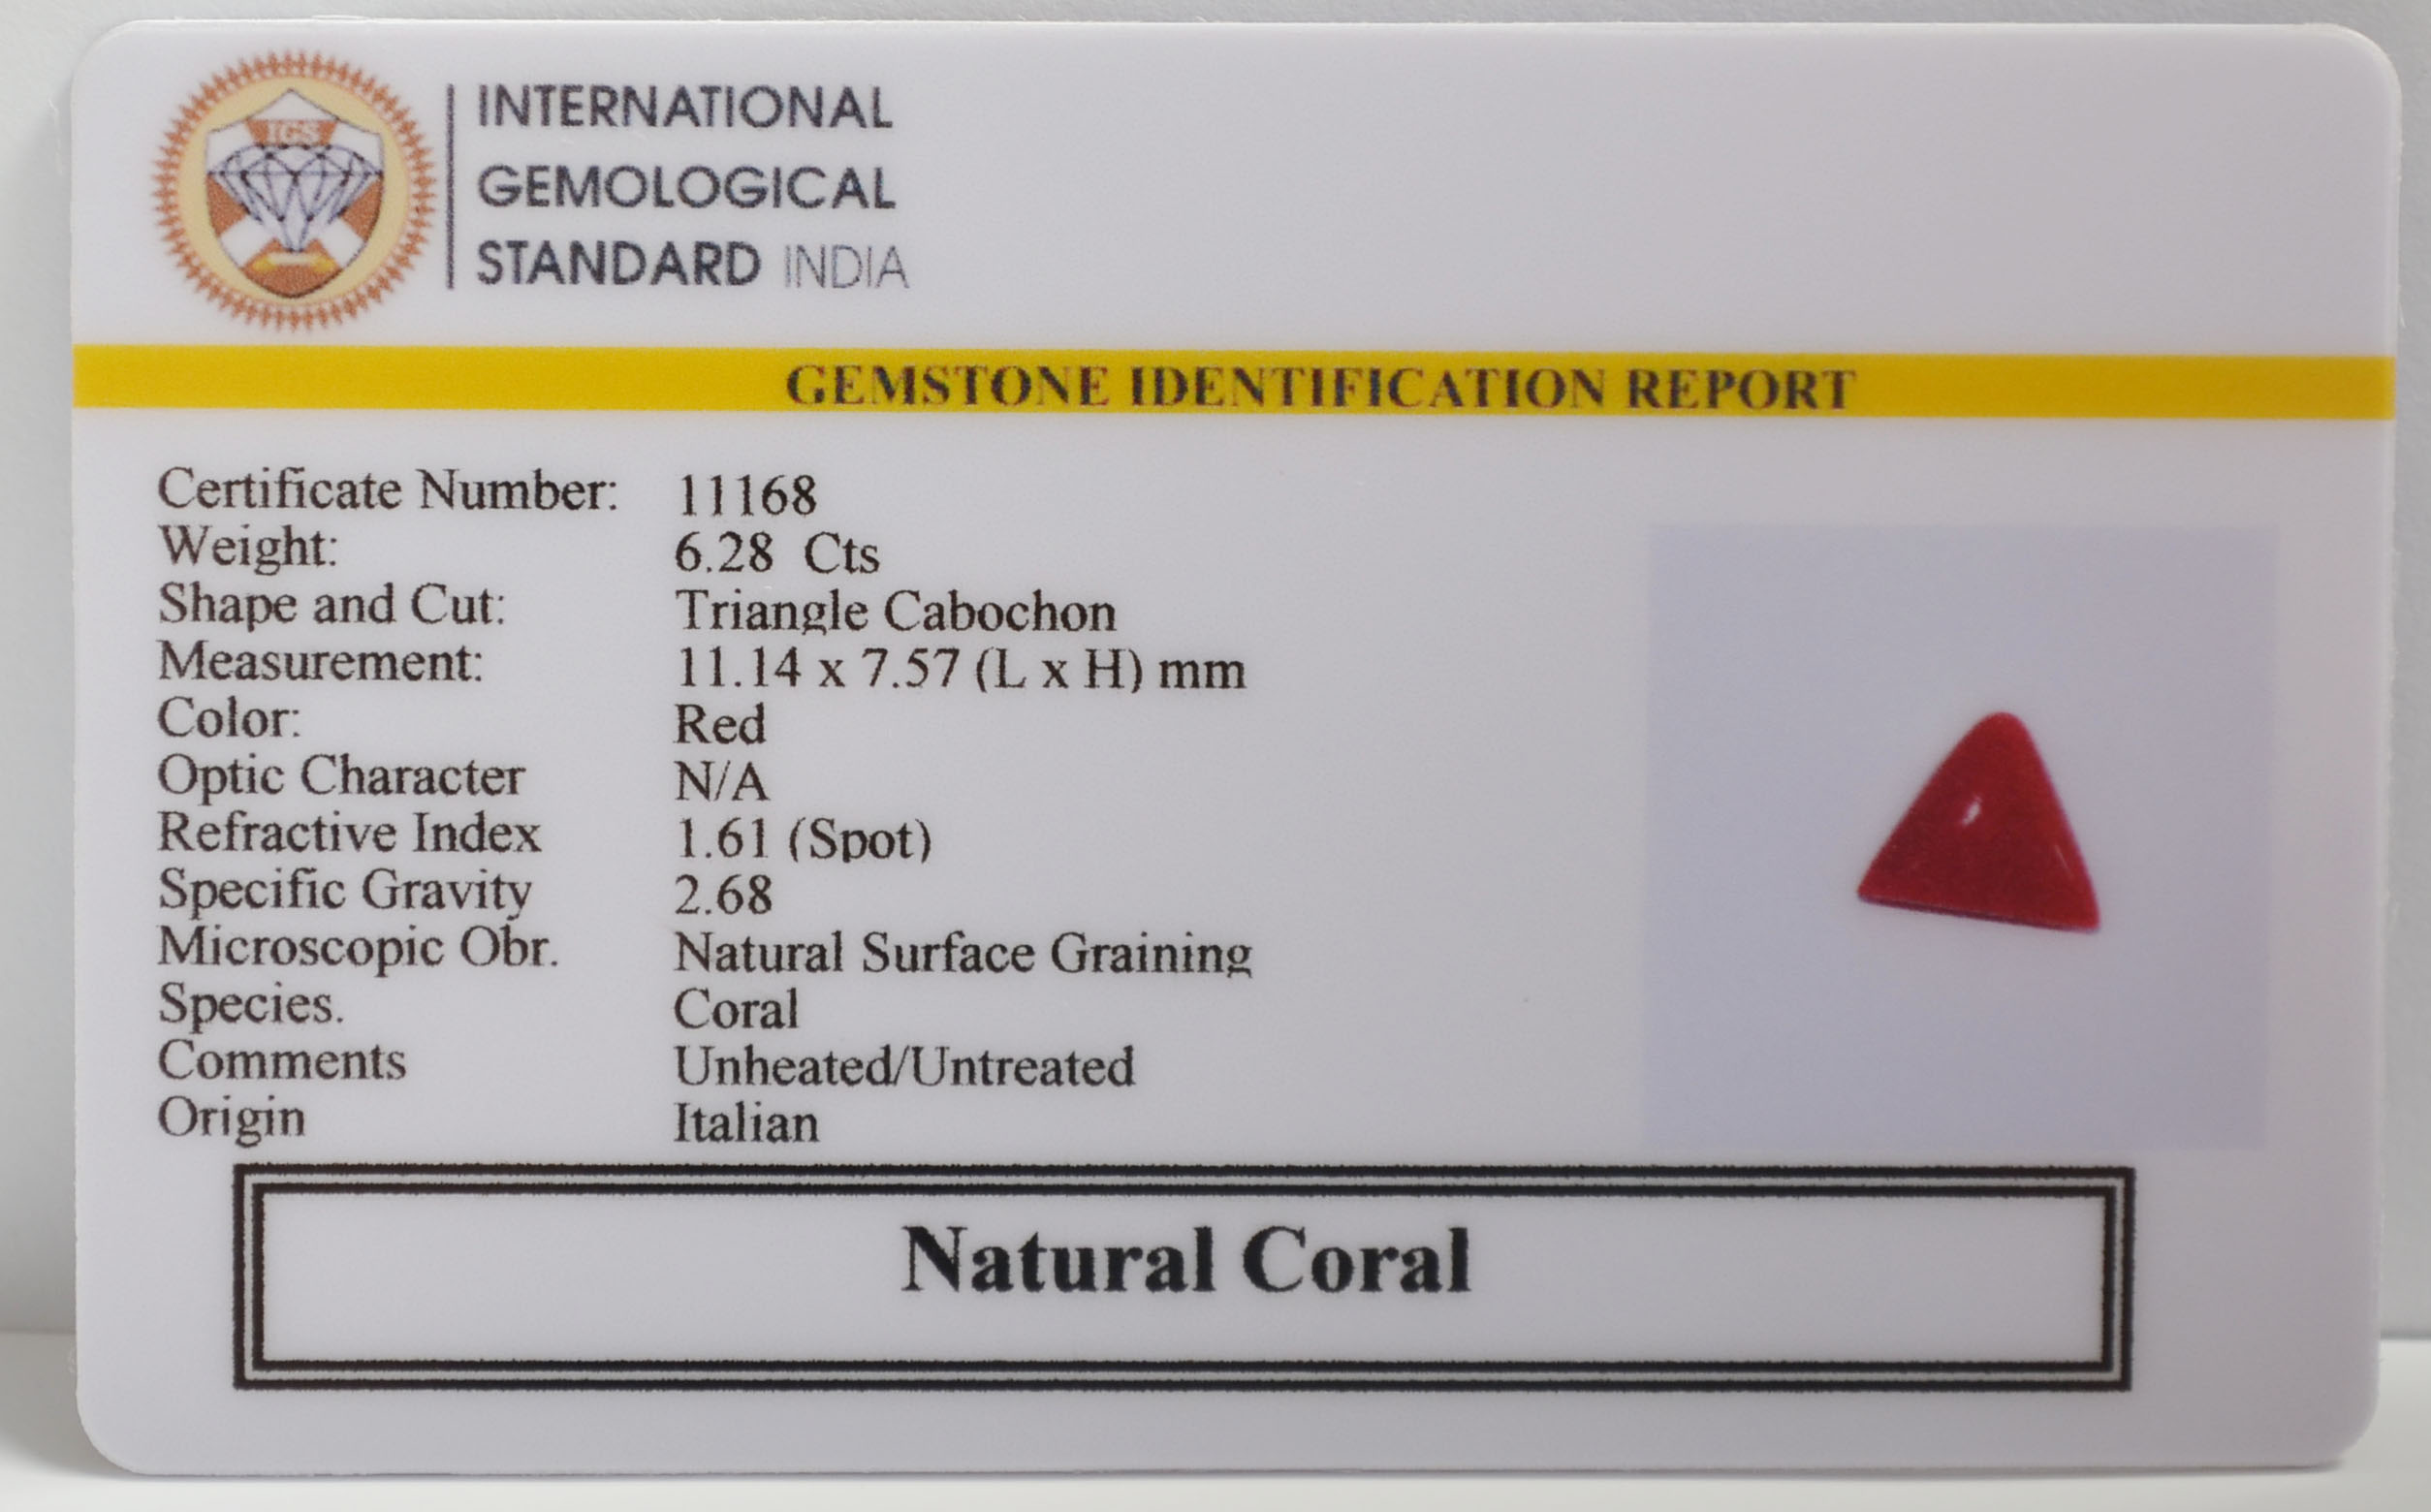 IGS
INTERNATIONAL
GEMOLOGICAL
STANDARD INDIA
GEMSTONE IDENTIFICATION REPORT
Certificate Number: 11168
Weight: 6.28 Cts
Shape and Cut: Triangle Cabochon
Measurement: 11.14 x 7.57 (L x H) mm
Color: Red
Optic Character N/A
Refractive Index 1.61 (Spot)
Specific Gravity 2.68
Microscopic Obr. Natural Surface Graining
Species. Coral
Comments Unheated/Untreated
Origin Italian
Natural Coral